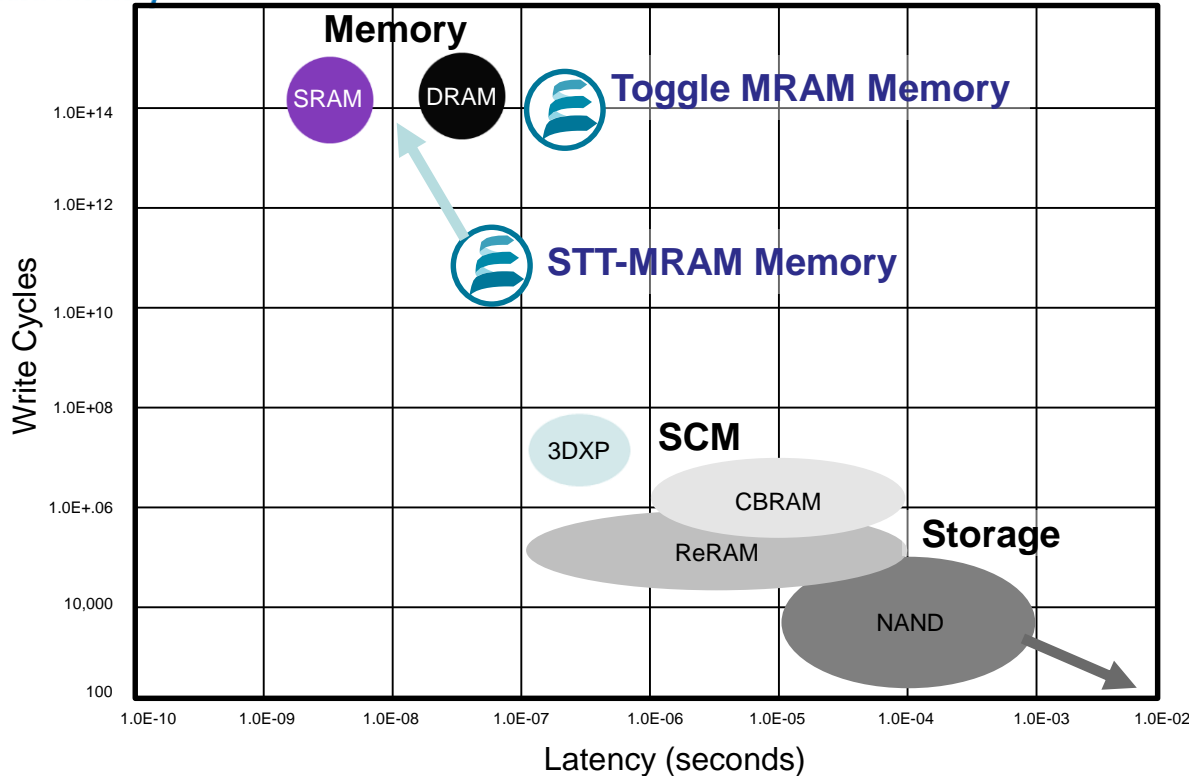 Memory
SRAM
DRAM
Toggle MRAM Memory
STT-MRAM Memory
3DXP
SCM
CBRAM
ReRAM
Storage
NAND
Write Cycles
1.0E+14
1.0E+12
1.0E+10
1.0E+08
1.0E+.06
10,000
100
1.0E-10 1.0E-09 1.0E-08 1.0E-07 1.0E-06 1.0E-05 1.0E-04 1.0E-03 1.0E-02
Latency (seconds)